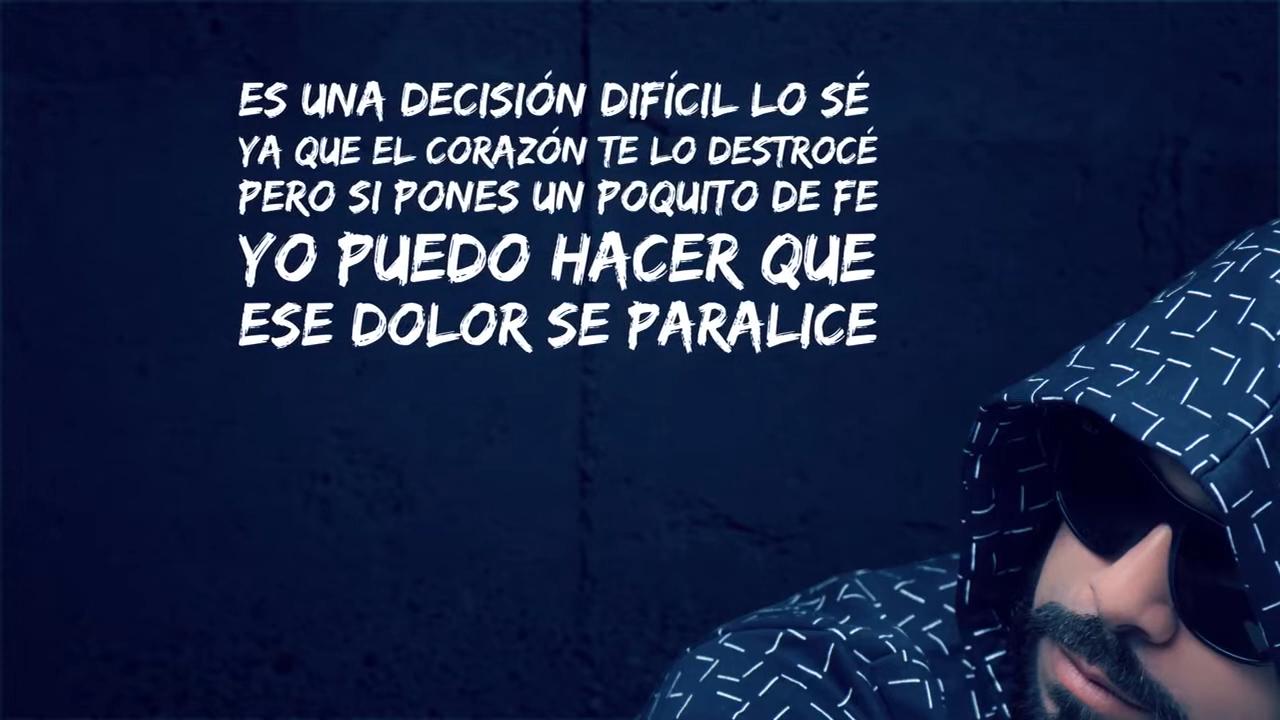 ES UNA DECISIÓN DIFÍCIL LO SÉ
YA QUE EL CORAZÓN TE LO DESTROCÉ
PERO SI PONES UN POQUITO DE FE
YO PUEDO HACER QUE
ESE DOLOR SE PARALICE